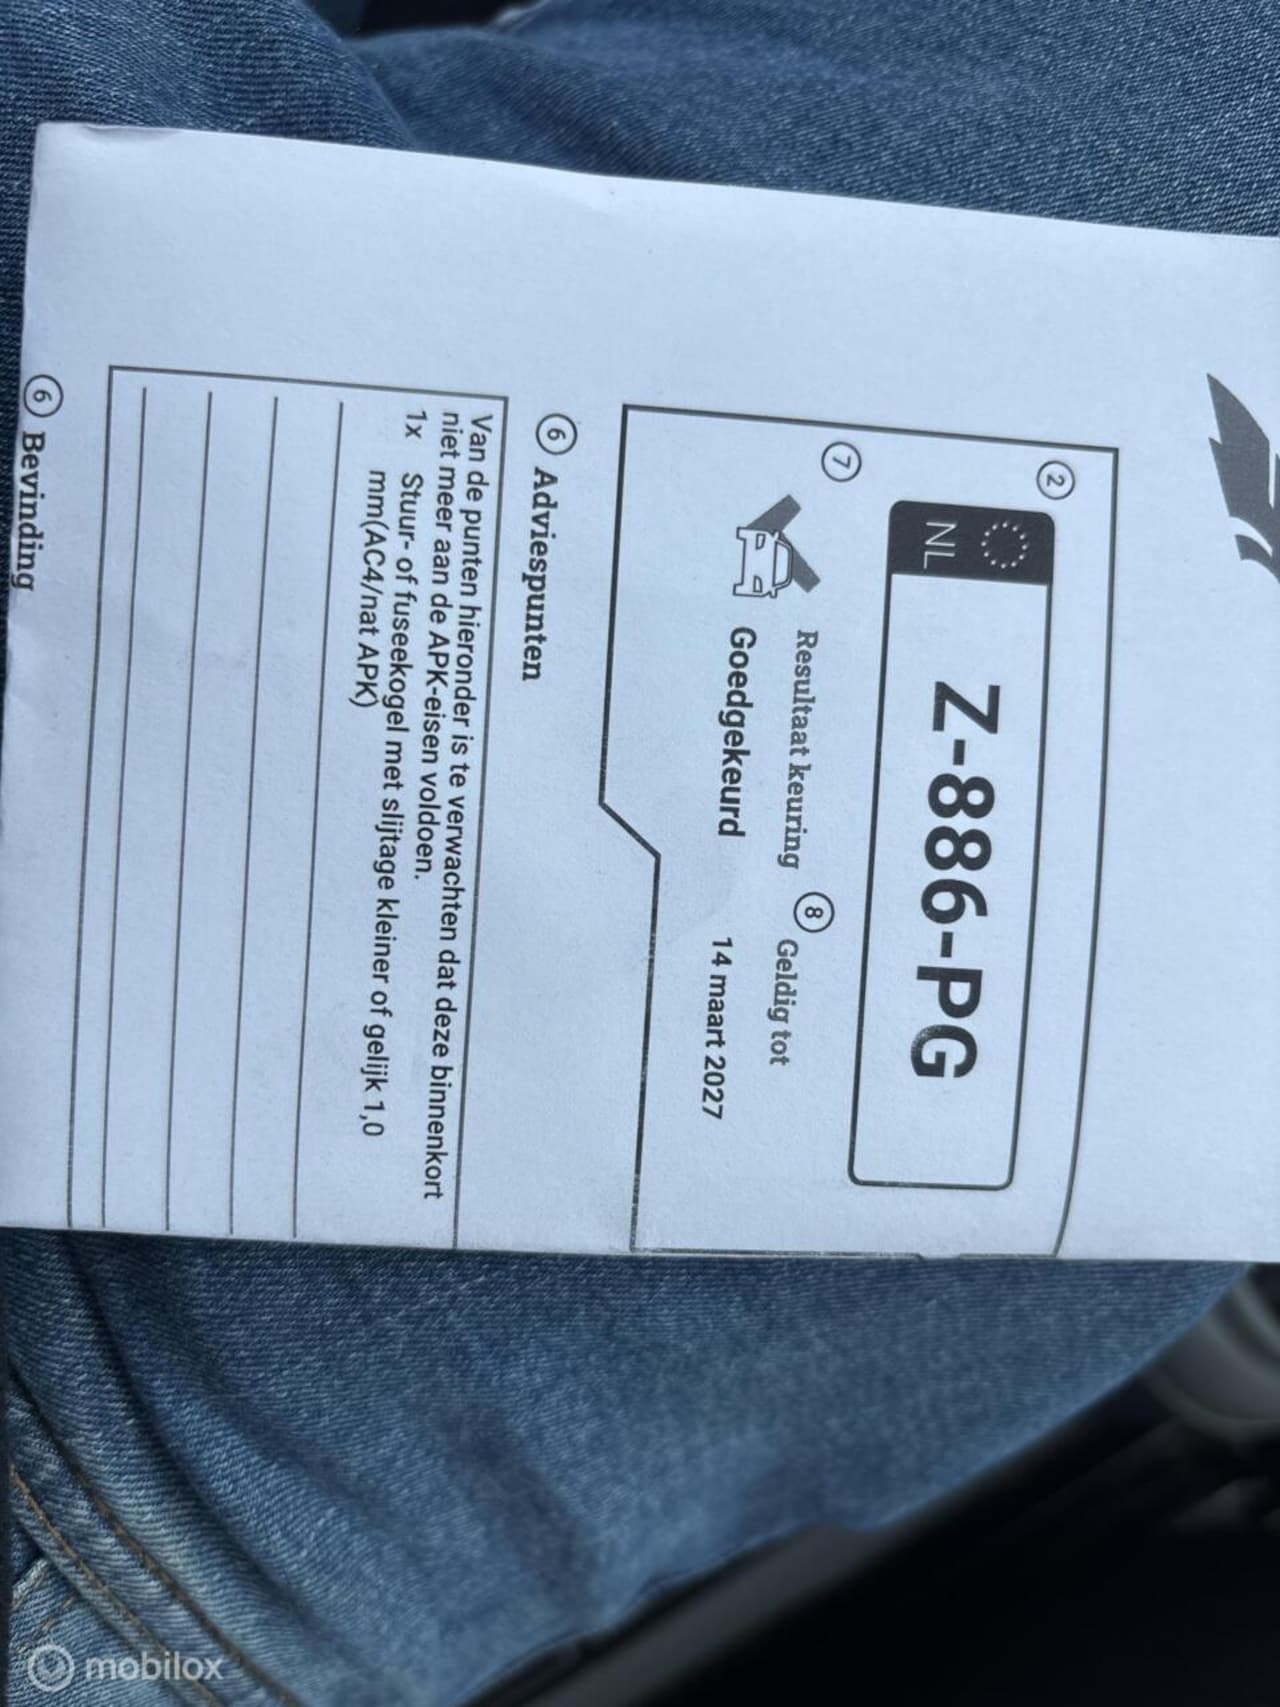 2
NL
Z-886-PG
7
Resultaat keuring
8
Geldig tot
Goedgekeurd
14 maart 2027
6 Adviespunten
Van de punten hieronder is te verwachten dat deze binnenkort
niet meer aan de APK-eisen voldoen.
1x Stuur- of fuseekogel met slijtage kleiner of gelijk 1,0
mm(AC4/nat APK)
6 Bevinding
mobilox